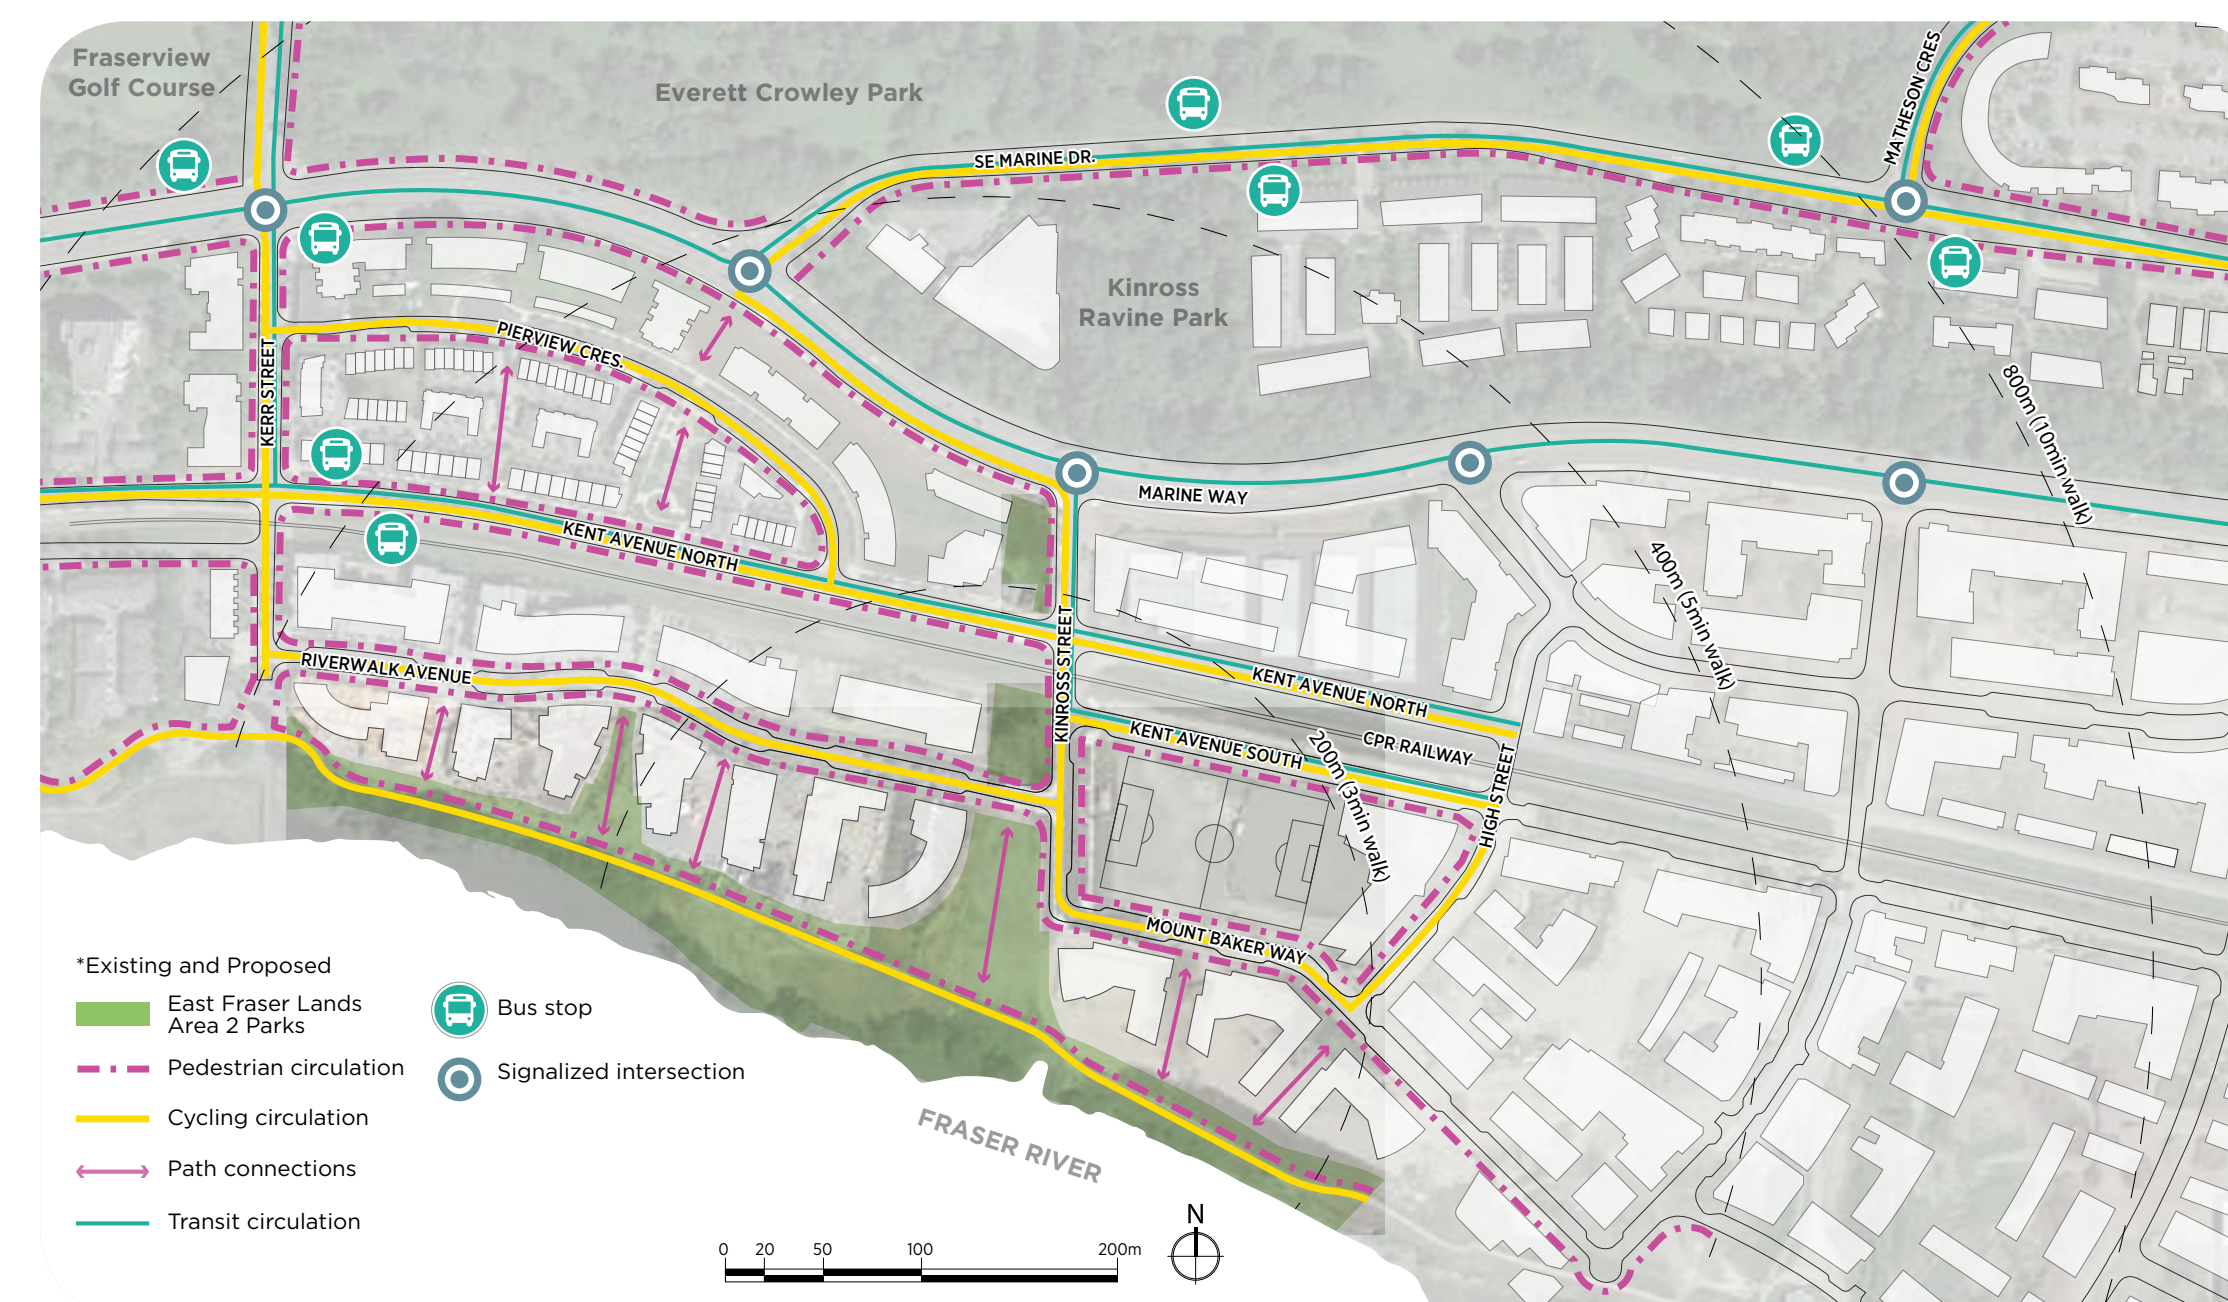 Fraserview
Golf Course
Everett Crowley Park
MATHESON CRES
SE MARINE DR.
Kinross
Ravine Park
PIERVIEW CRES.
KERR STREET
800m (10min walk)
MARINE WAY
KENT AVENUE NORTH
400m (5min walk)
KINROSS STREET
RIVERWALK AVENUE
KENT AVENUE NORTH
KENT AVENUE SOUTH
CPR RAILWAY
200m (3min walk)
HIGH STREET
MOUNT BAKER WAY
*Existing and Proposed
East Fraser Lands
Area 2 Parks
Bus stop
Pedestrian circulation
Signalized intersection
Cycling circulation
Path connections
Transit circulation
FRASER RIVER
N
0 20 50 100 200m